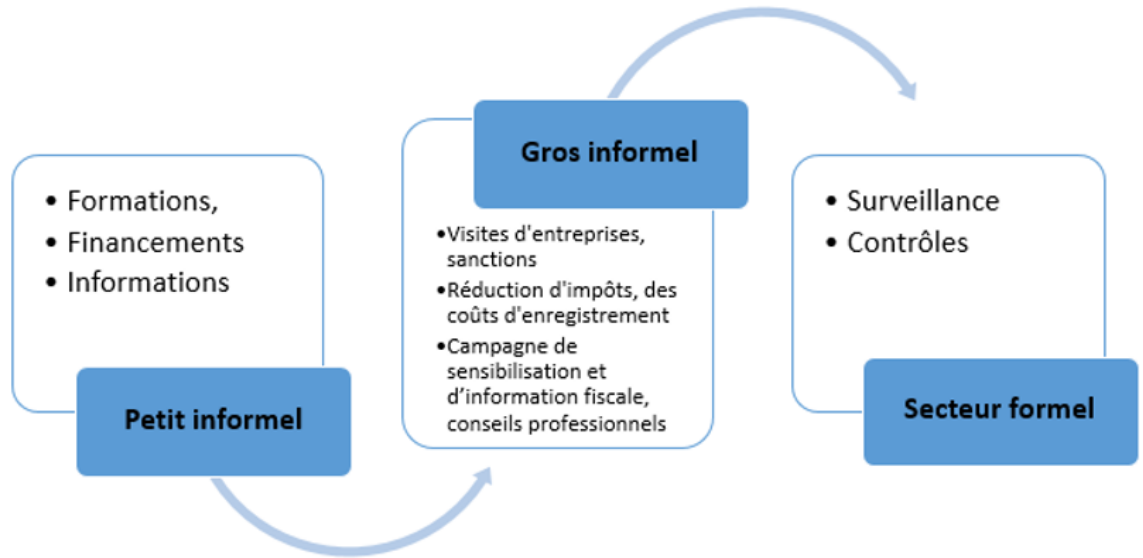 • Formations,
• Financements
• Informations
Petit informel
Gros informel
•Visites d'entreprises,
sanctions
•Réduction d'impôts, des
coûts d'enregistrement
•Campagne de
sensibilisation et
d’information fiscale,
conseils professionnels
• Surveillance
• Contrôles
Secteur formel